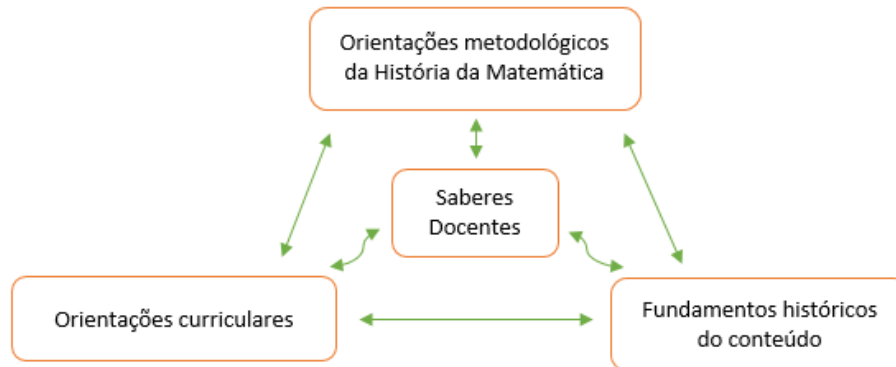 Orientações metodológicos
da História da Matemática
Saberes
Docentes
Orientações curriculares
Fundamentos históricos
do conteúdo